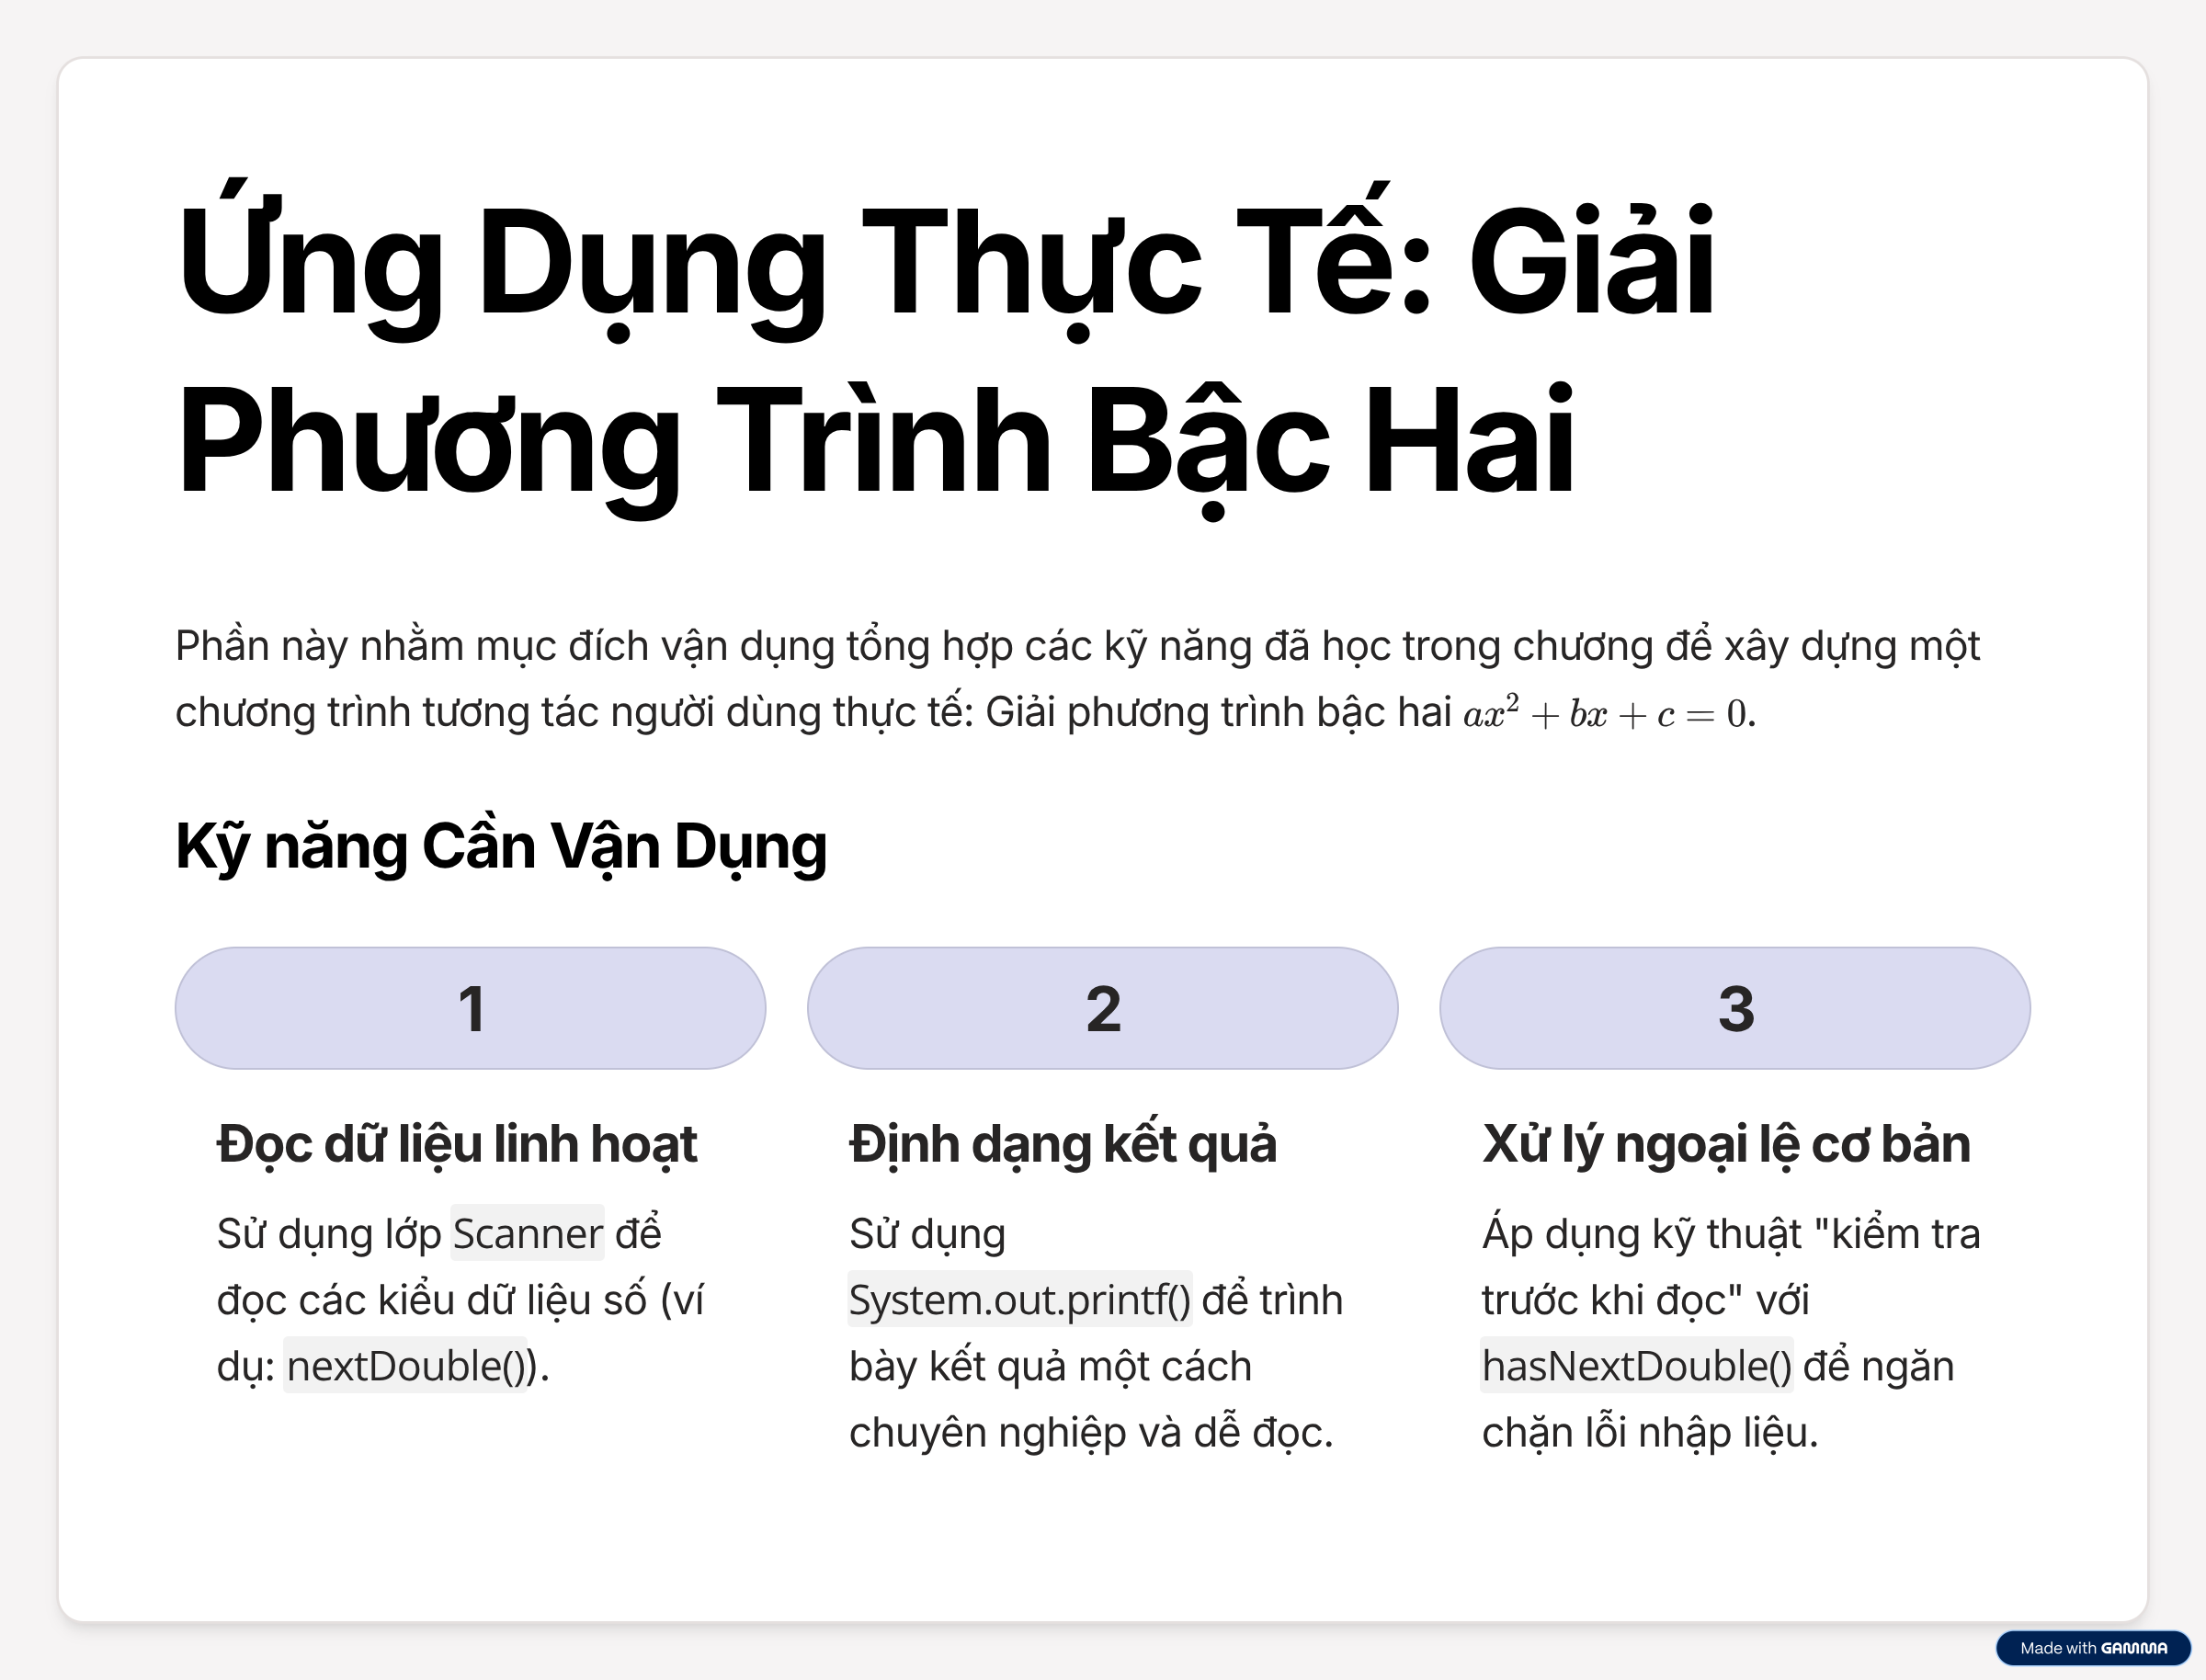 Ứng Dụng Thực Tế: Giải
Phương Trình Bậc Hai
Phần này nhằm mục đích vận dụng tổng hợp các kỹ năng đã học trong chương để xây dựng một
chương trình tương tác người dùng thực tế: Giải phương trình bậc hai ax² + bx + c = 0.
Kỹ năng Cần Vận Dụng
1
Đọc dữ liệu linh hoạt
Sử dụng lớp Scanner để
đọc các kiểu dữ liệu số (ví
dụ: nextDouble()).
2
Định dạng kết quả
Sử dụng
System.out.printf() để trình
bày kết quả một cách
chuyên nghiệp và dễ đọc.
3
Xử lý ngoại lệ cơ bản
Áp dụng kỹ thuật "kiểm tra
trước khi đọc" với
hasNextDouble() để ngăn
chặn lỗi nhập liệu.
Made with GAMMA